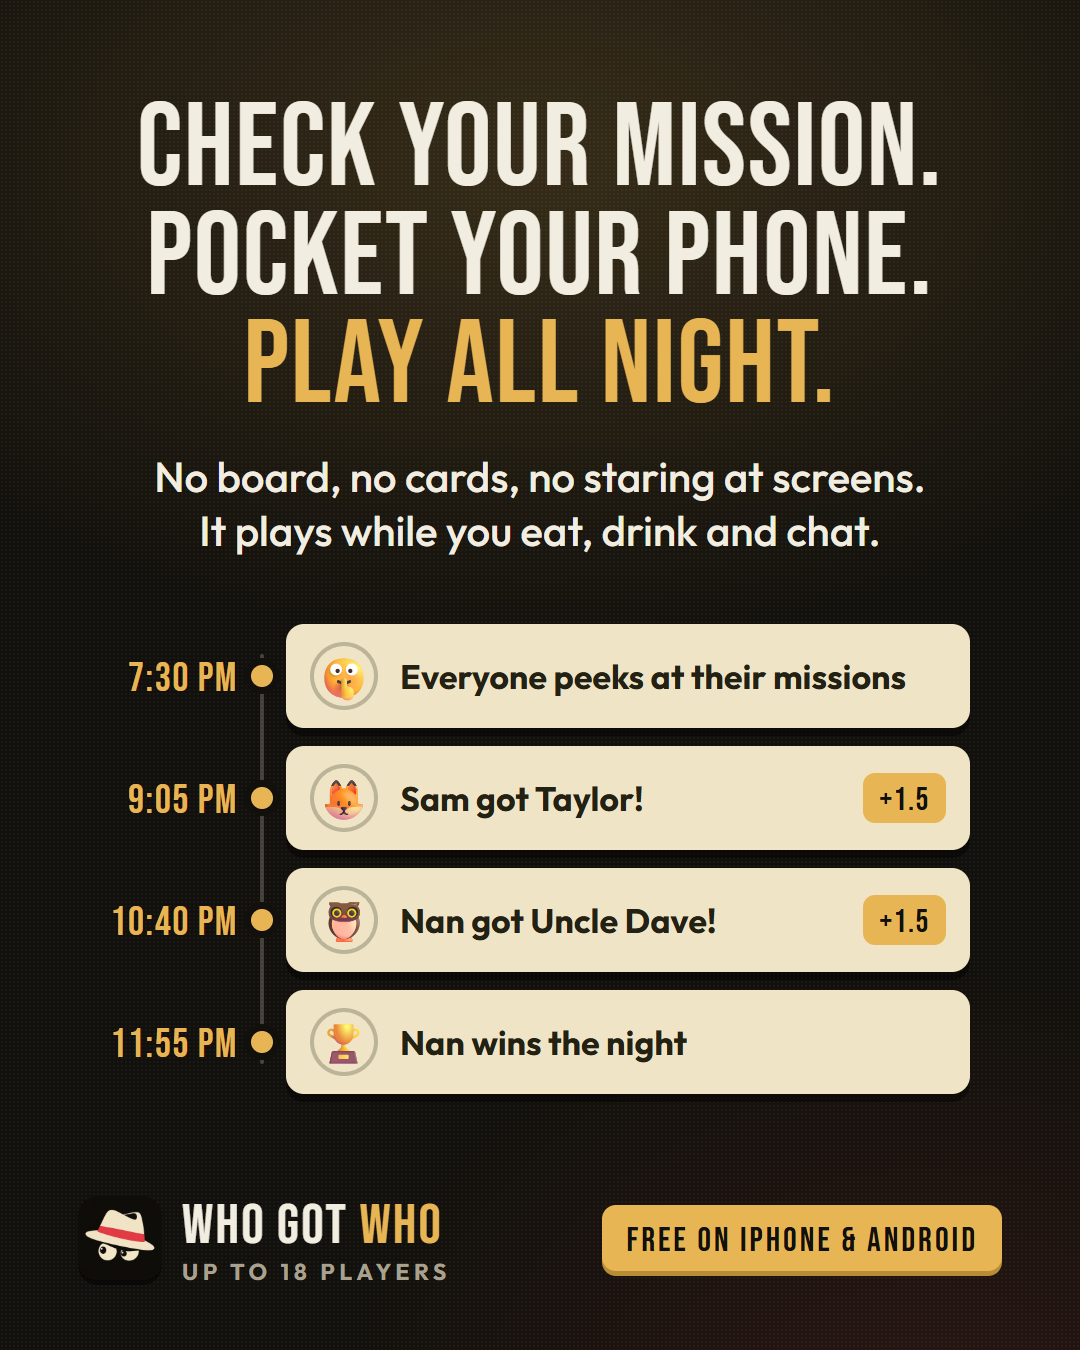 CHECK YOUR MISSION.
POCKET YOUR PHONE.
PLAY ALL NIGHT.
No board, no cards, no staring at screens.
It plays while you eat, drink and chat.
7:30 PM Everyone peeks at their missions
9:05 PM Sam got Taylor! +1.5
10:40 PM Nan got Uncle Dave! +1.5
11:55 PM Nan wins the night
WHO GOT WHO
UP TO 18 PLAYERS
FREE ON IPHONE & ANDROID